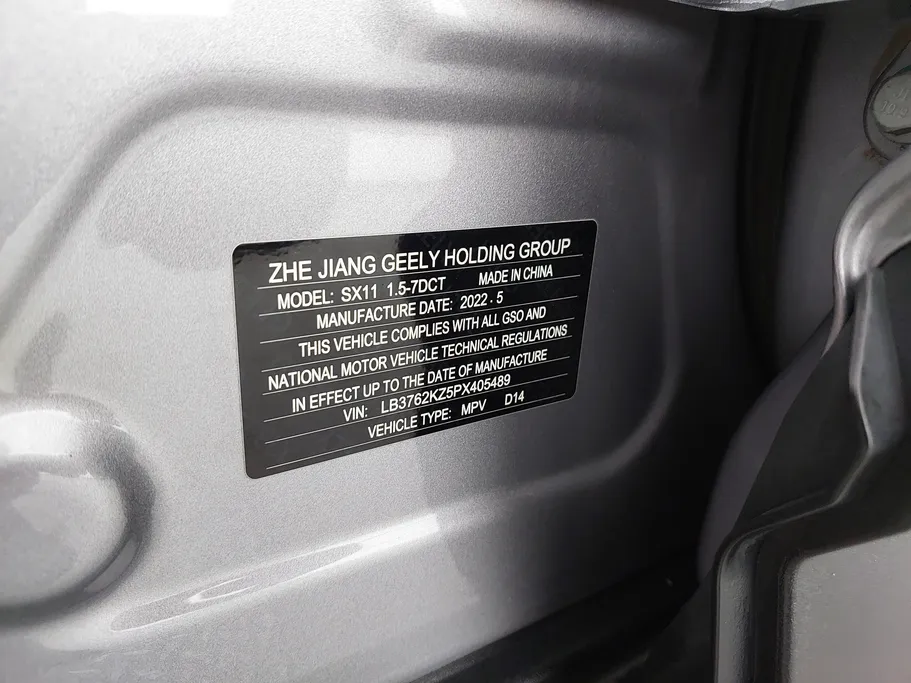 ZHE JIANG GEELY HOLDING GROUP
MODEL: SX11 1.5-7DCT MADE IN CHINA
MANUFACTURE DATE: 2022.5
THIS VEHICLE COMPLIES WITH ALL GSO AND
NATIONAL MOTOR VEHICLE TECHNICAL REGULATIONS
IN EFFECT UP TO THE DATE OF MANUFACTURE
VIN: LB3762KZ5PX405489
VEHICLE TYPE: MPV D14